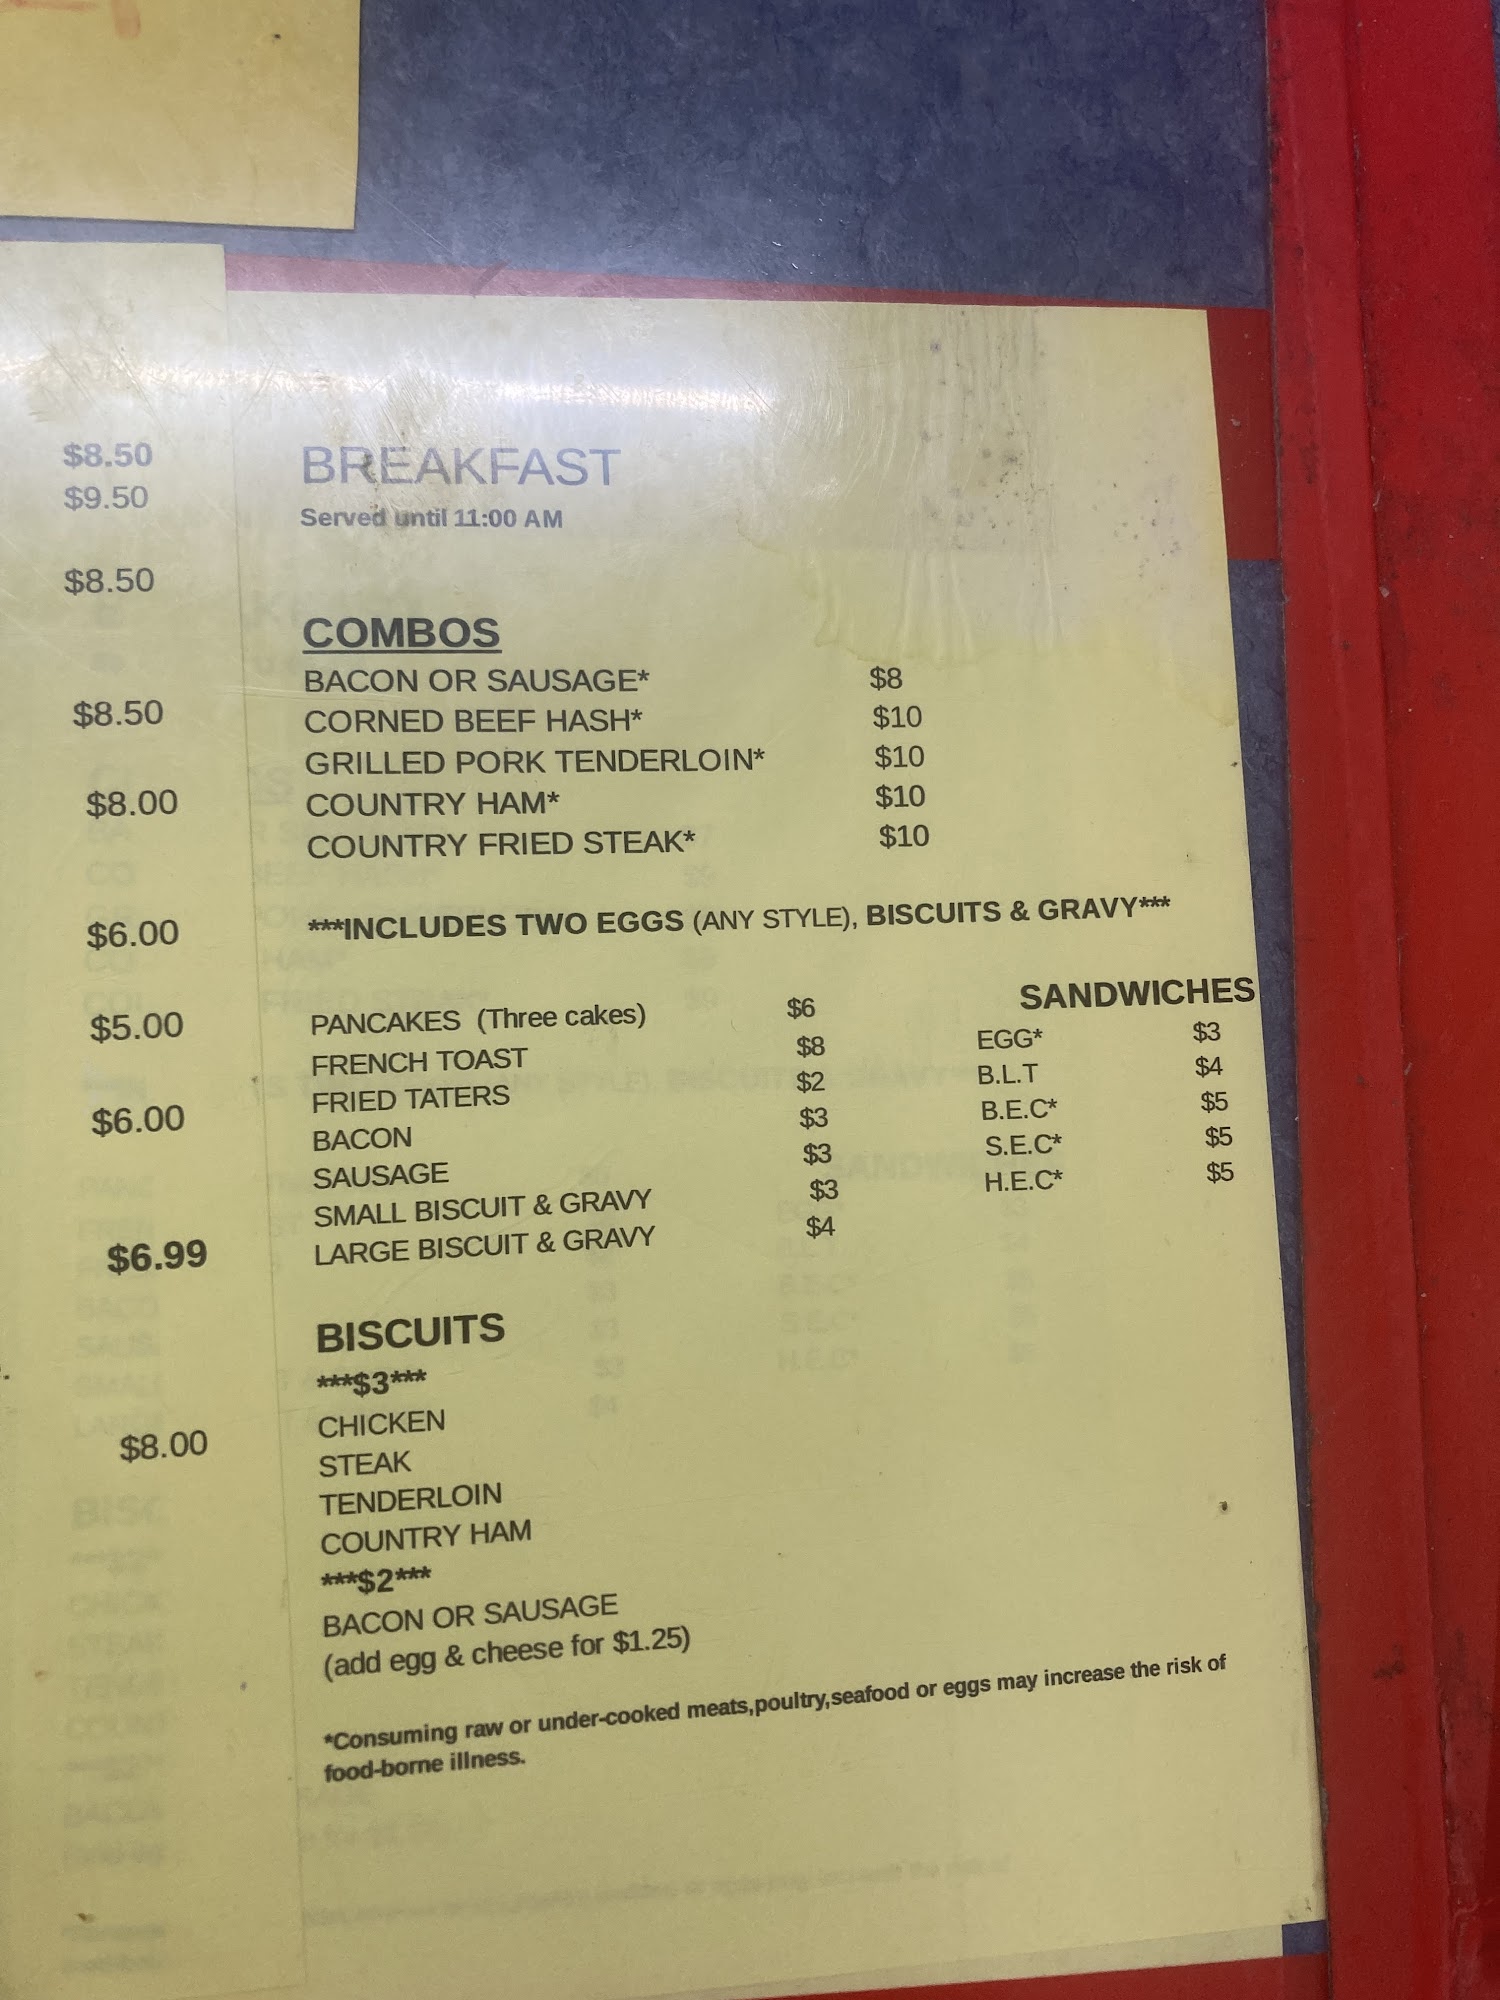 $8.50
$9.50
$8.50
$8.50
$8.00
$6.00
$5.00
$6.00
$6.99
$8.00
BREAKFAST
Served until 11:00 AM
COMBOS
BACON OR SAUSAGE* $8
CORNED BEEF HASH* $10
GRILLED PORK TENDERLOIN* $10
COUNTRY HAM* $10
COUNTRY FRIED STEAK* $10
***INCLUDES TWO EGGS (ANY STYLE), BISCUITS & GRAVY***
PANCAKES (Three cakes) $6
FRENCH TOAST $8
FRIED TATERS $2
BACON $3
SAUSAGE $3
SMALL BISCUIT & GRAVY $3
LARGE BISCUIT & GRAVY $4
SANDWICHES
EGG* $3
B.L.T $4
B.E.C* $5
S.E.C* $5
H.E.C* $5
BISCUITS
***$3***
CHICKEN
STEAK
TENDERLOIN
COUNTRY HAM
***$2***
BACON OR SAUSAGE
(add egg & cheese for $1.25)
*Consuming raw or under-cooked meats,poultry,seafood or eggs may increase the risk of
food-borne illness.